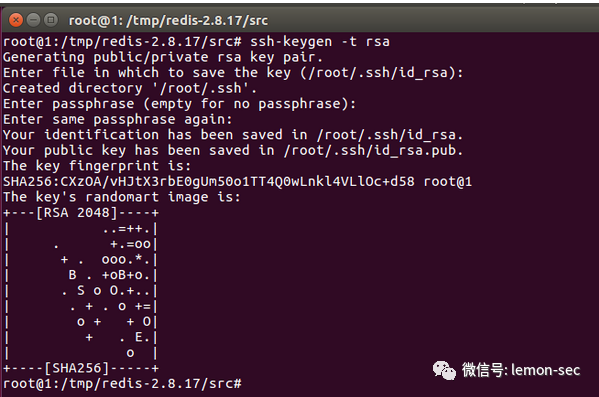 root@1: /tmp/redis-2.8.17/src
root@1:/tmp/redis-2.8.17/src# ssh-keygen -t rsa
Generating public/private rsa key pair.
Enter file in which to save the key (/root/.ssh/id_rsa):
Created directory '/root/.ssh'.
Enter passphrase (empty for no passphrase):
Enter same passphrase again:
Your identification has been saved in /root/.ssh/id_rsa.
Your public key has been saved in /root/.ssh/id_rsa.pub.
The key fingerprint is:
SHA256:CXzOA/vHJtX3rbE0gUm50o1TT4Q0wLnkl4VLlOc+d58 root@1
The key's randomart image is:
+---[RSA 2048]----+
|           ..=++.|
|     .      +.=oo|
|      + .  ooo.*.|
|       B . +oB+o.|
|      . S o O.+..|
|       . + . o +=|
|        o +   + O|
|         +   . E.|
|              o  |
+----[SHA256]-----+
root@1:/tmp/redis-2.8.17/src#
微信号: lemon-sec